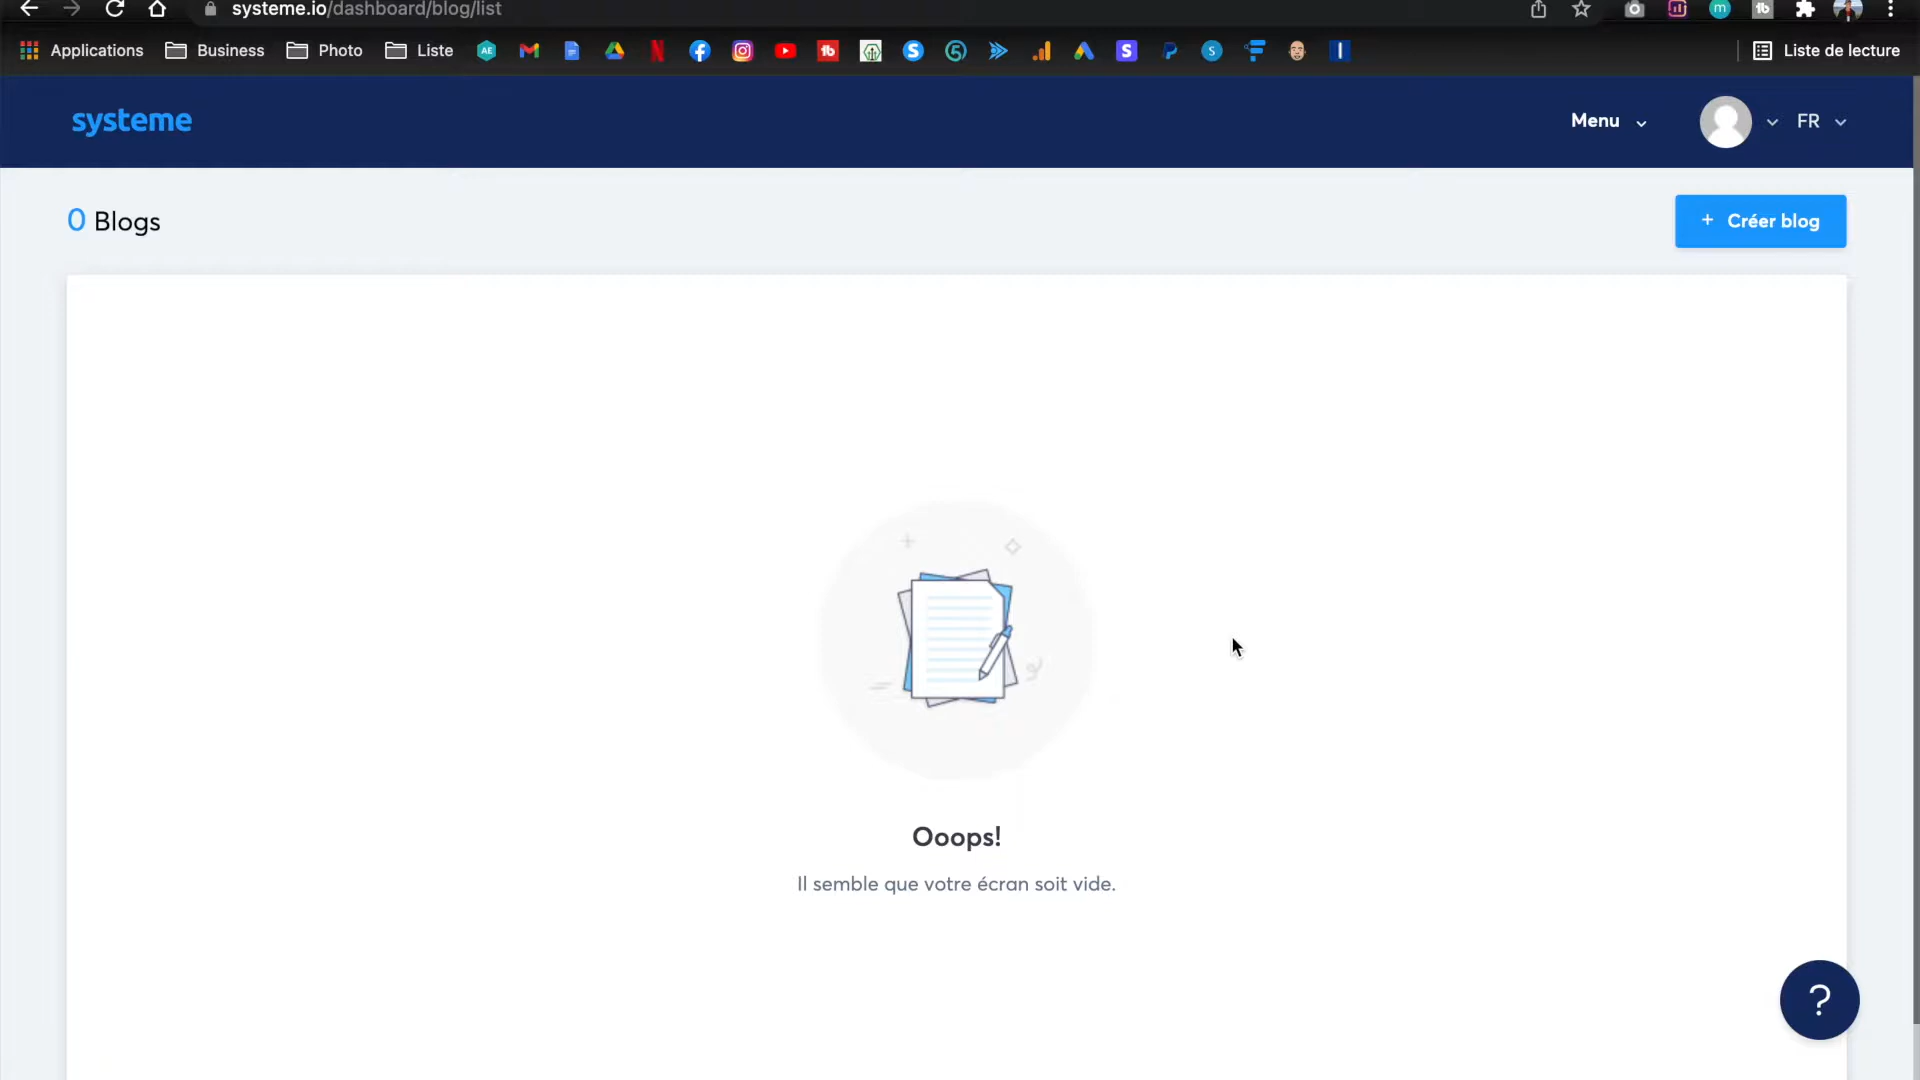 systeme.io/dashboard/blog/list
Applications Business Photo Liste Liste de lecture
systeme Menu FR
0 Blogs + Créer blog
Ooops!
Il semble que votre écran soit vide.
?